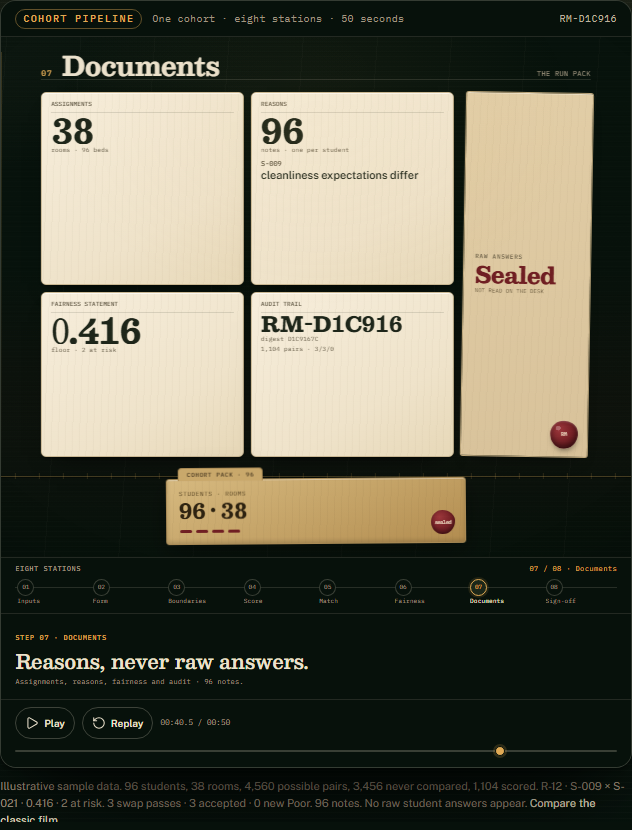 COHORT PIPELINE One cohort · eight stations · 50 seconds RM-D1C916
07 Documents THE RUN PACK
ASSIGNMENTS
38
rooms · 96 beds
REASONS
96
notes · one per student
S-009
cleanliness expectations differ
RAW ANSWERS
Sealed
NOT READ ON THE DESK
SR
FAIRNESS STATEMENT
0.416
floor · 2 at risk
AUDIT TRAIL
RM-D1C916
digest D1C9167C
1,104 pairs · 3/3/0
COHORT PACK · 96
STUDENTS · ROOMS
96·38
sealed
EIGHT STATIONS 07 / 08 · Documents
01 02 03 04 05 06 07 08
Inputs Form Boundaries Score Match Fairness Documents Sign-off
STEP 07 · DOCUMENTS
Reasons, never raw answers.
Assignments, reasons, fairness and audit · 96 notes.
Play Replay 00:40.5 / 00:50
Illustrative sample data. 96 students, 38 rooms, 4,560 possible pairs, 3,456 never compared, 1,104 scored. R-12 · S-009 × S-
021 · 0.416 · 2 at risk. 3 swap passes · 3 accepted · 0 new Poor. 96 notes. No raw student answers appear. Compare the
classic film